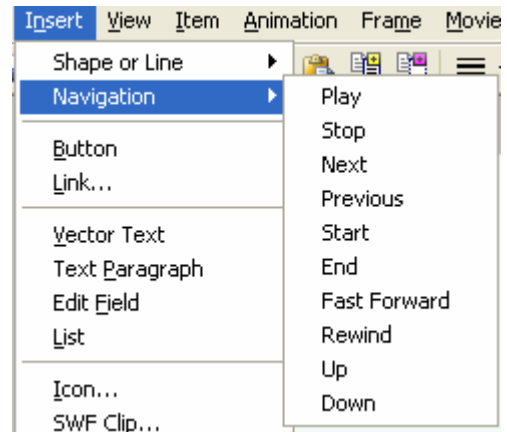 Insert View Item Animation Frame Movie
Shape or Line
Navigation
Button
Link...
Vector Text
Text Paragraph
Edit Field
List
Icon...
SWF Clip...
Play
Stop
Next
Previous
Start
End
Fast Forward
Rewind
Up
Down